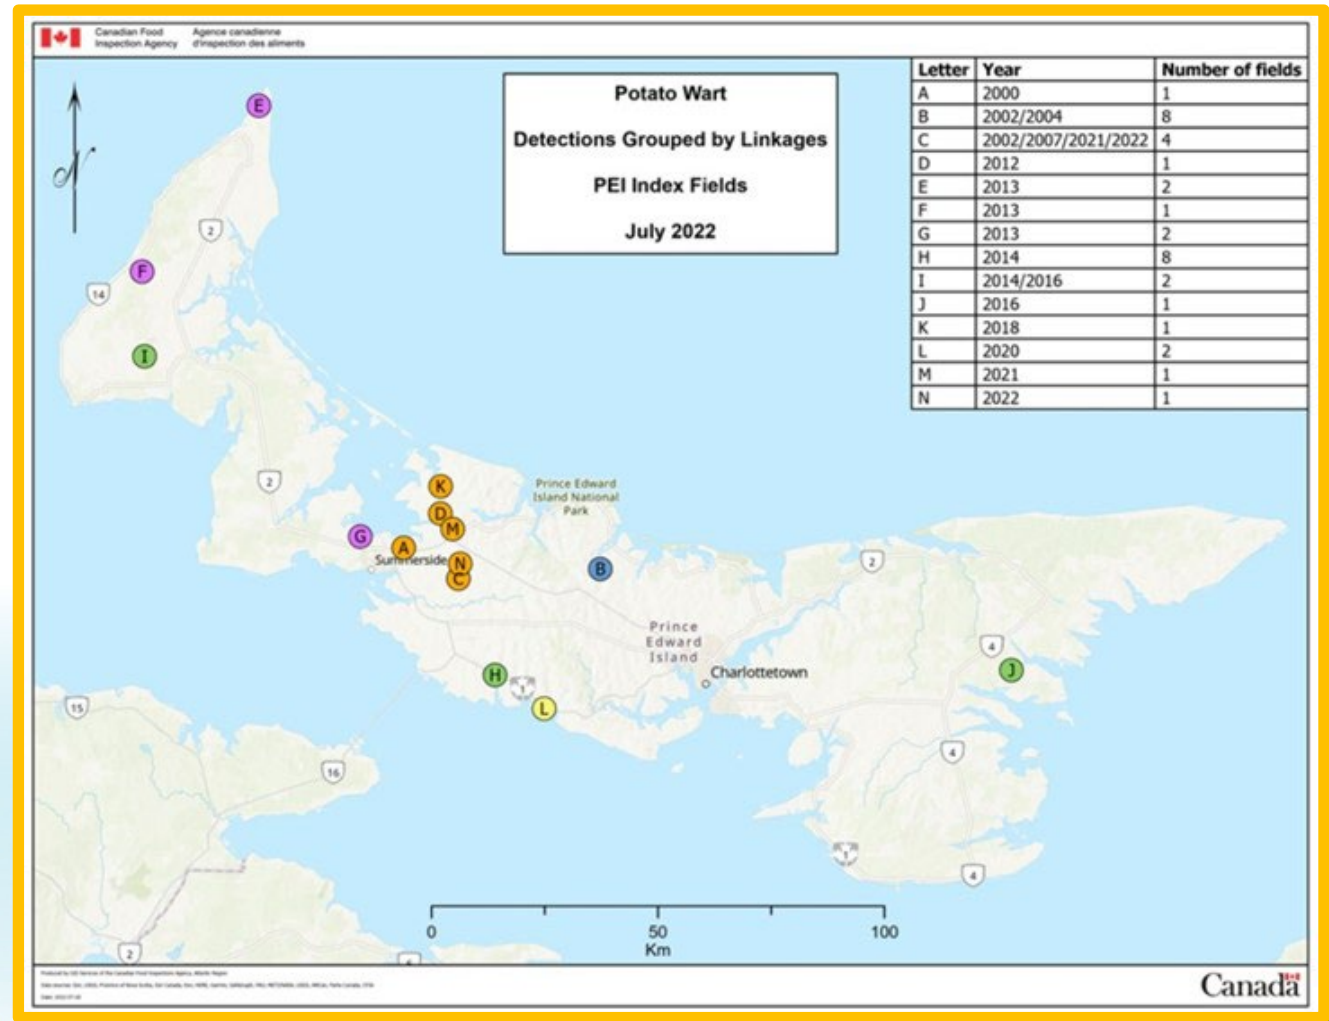 Canadian Food Agence canadienne
Inspection Agency d'inspection des aliments
Potato Wart
Detections Grouped by Linkages
PEI Index Fields
July 2022
Letter Year Number of fields
A 2000 1
B 2002/2004 8
C 2002/2007/2021/2022 4
D 2012 1
E 2013 2
F 2013 1
G 2013 2
H 2014 8
I 2014/2016 2
J 2016 1
K 2018 1
L 2020 2
M 2021 1
N 2022 1
N
E
2
F
14
I
2
K
D
M
G
A
Summerside
N
C
Prince Edward
Island National
Park
B
2
Prince
Edward
Island
Charlottetown
4
J
H
1
L
15
16
4
1
4
2
0 50 100
Km
Canada